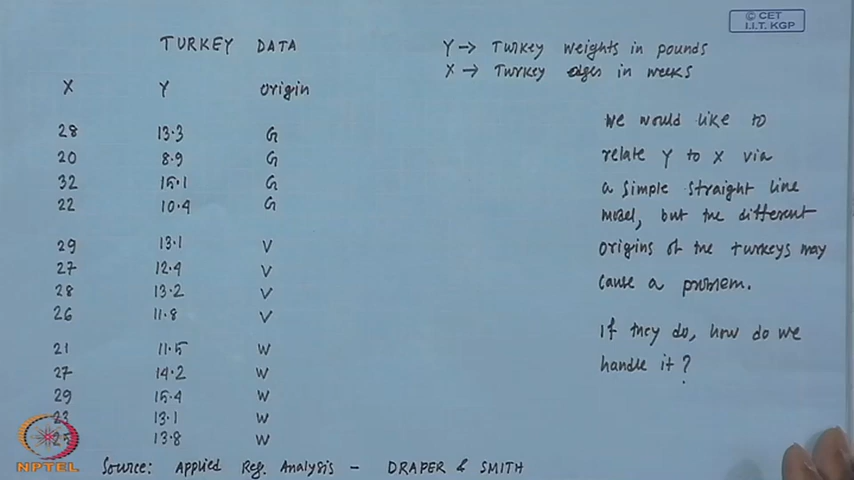 © CET
I.I.T. KGP
TURKEY DATA
X Y Origin
28 13.3 G
20 8.9 G
32 15.1 G
22 10.4 G
29 13.1 V
27 12.4 V
28 13.2 V
26 11.8 V
21 11.5 W
27 14.2 W
29 15.4 W
23 13.1 W
25 13.8 W
Y → Turkey weights in pounds
X → Turkey ages in weeks
We would like to
relate Y to X via
a simple straight line
model, but the different
origins of the turkeys may
cause a problem.
If they do, how do we
handle it?
Source: Applied Reg. Analysis - DRAPER & SMITH
NPTEL